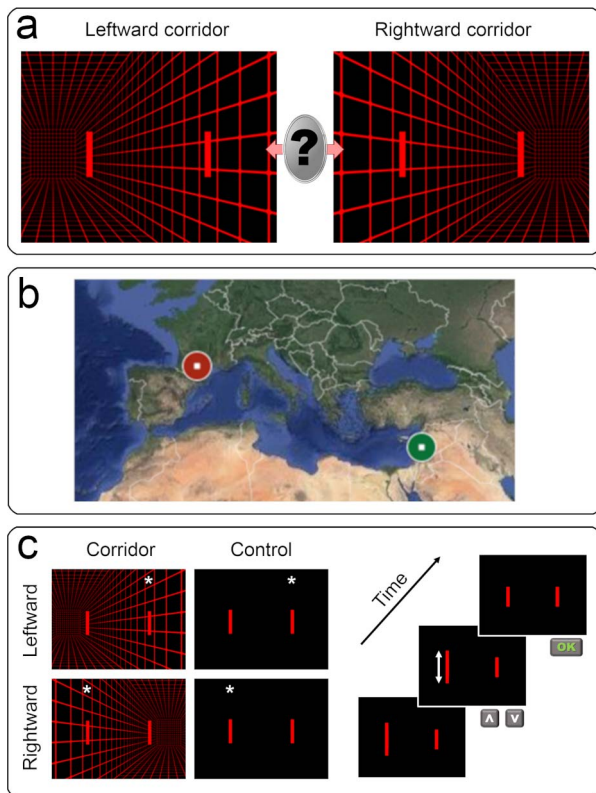 a
Leftward corridor
Rightward corridor
?
b
c
Corridor
Control
Leftward
*
*
Rightward
*
*
Time
OK
∧ ∨